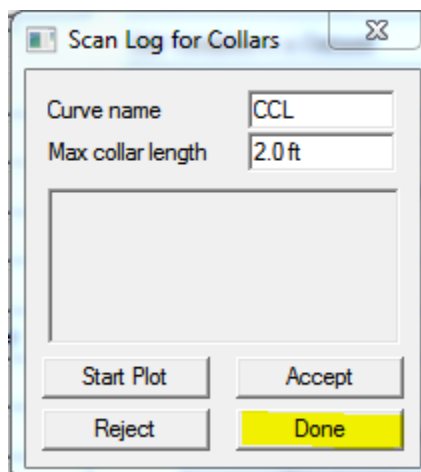 Scan Log for Collars
Curve name CCL
Max collar length 2.0 ft
Start Plot Accept
Reject Done